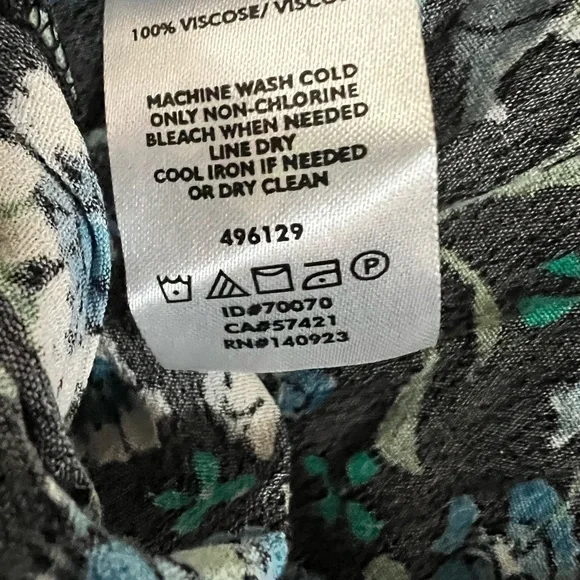 100% VISCOSE/
MACHINE WASH COLD
ONLY NON-CHLORINE
BLEACH WHEN NEEDED
LINE DRY
COOL IRON IF NEEDED
OR DRY CLEAN
496129
P
ID#70070
CA#57421
RN#140923